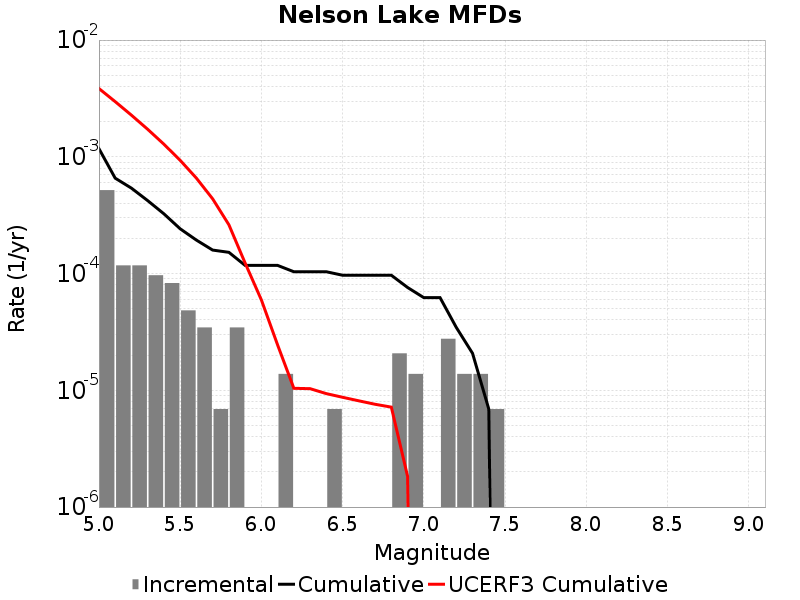 Nelson Lake MFDs
10-2
10-3
10-4
10-5
10-6
Rate (1/yr)
5.0 5.5 6.0 6.5 7.0 7.5 8.0 8.5 9.0
Magnitude
Incremental Cumulative UCERF3 Cumulative